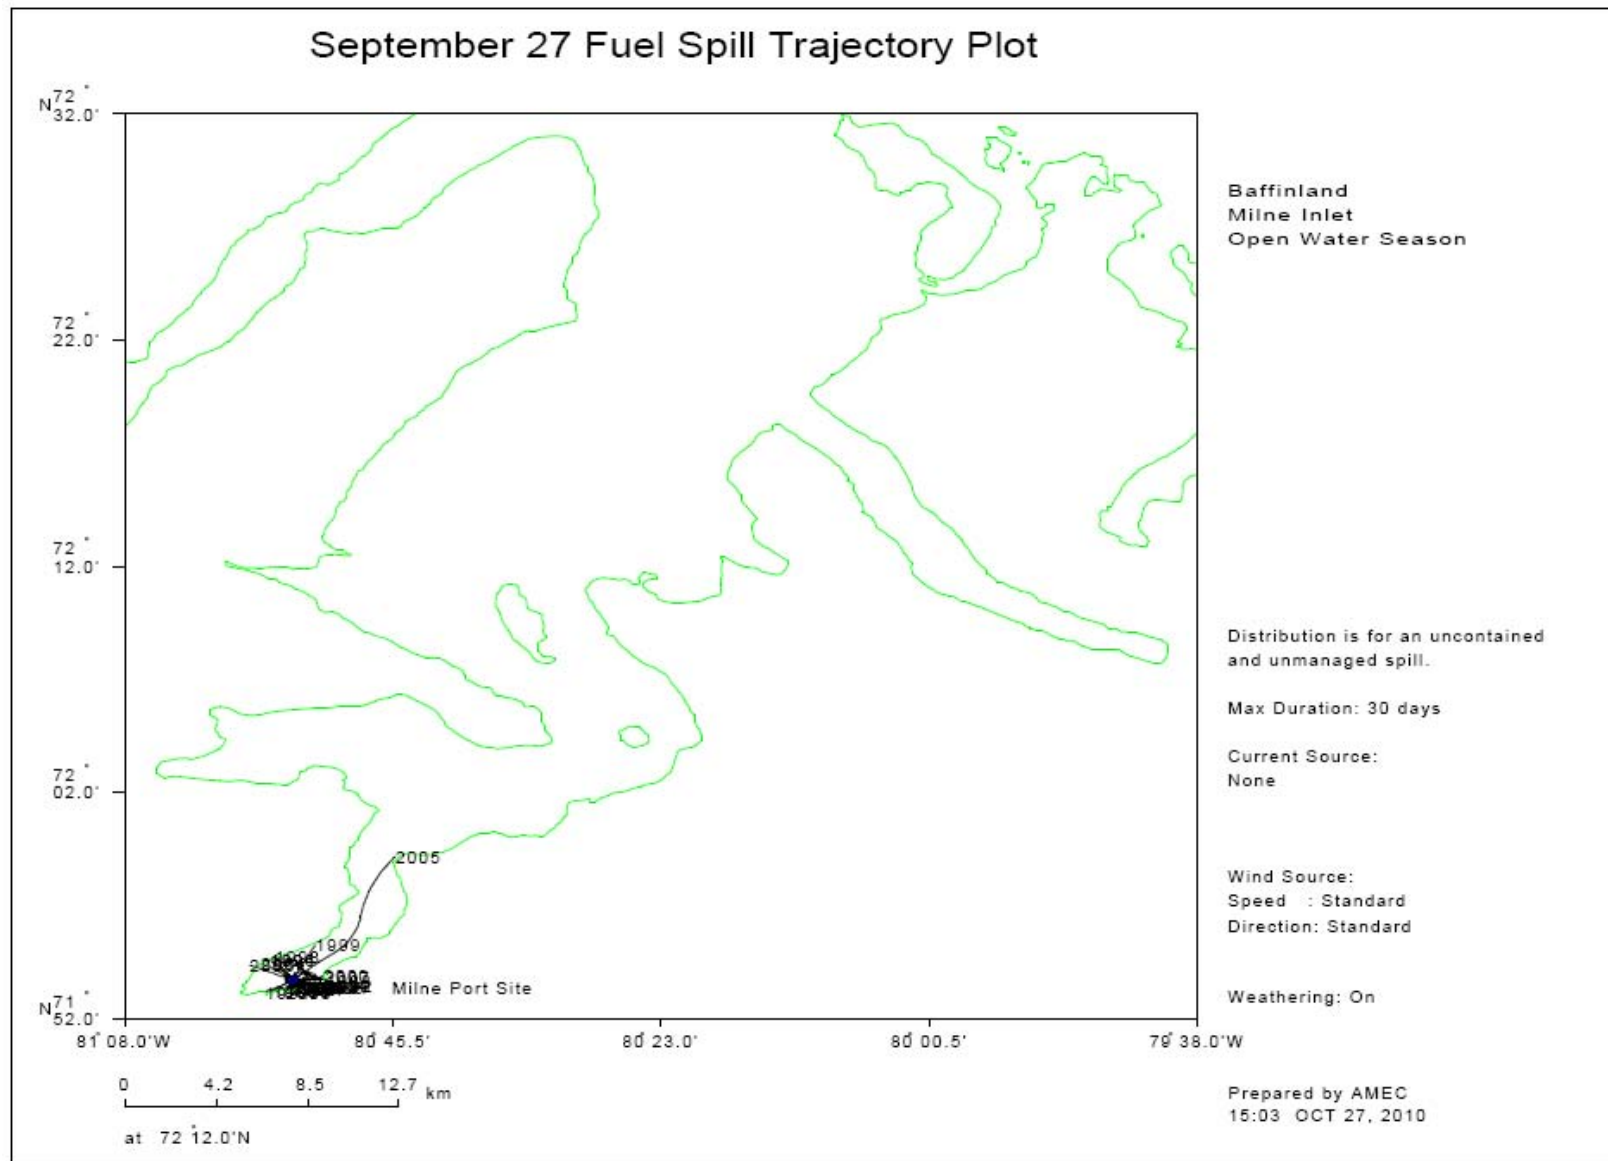 September 27 Fuel Spill Trajectory Plot
N72°
32.0'
72°
22.0'
72°
12.0'
72°
02.0'
N71°
52.0'
Baffinland
Milne Inlet
Open Water Season
Distribution is for an uncontained
and unmanaged spill.
Max Duration: 30 days
Current Source:
None
Wind Source:
Speed : Standard
Direction: Standard
Weathering: On
2005
1999
Milne Port Site
81°08.0'W
80°45.5'
80°23.0'
80°00.5'
79°38.0'W
0 4.2 8.5 12.7 km
at 72°12.0'N
Prepared by AMEC
15:03 OCT 27, 2010